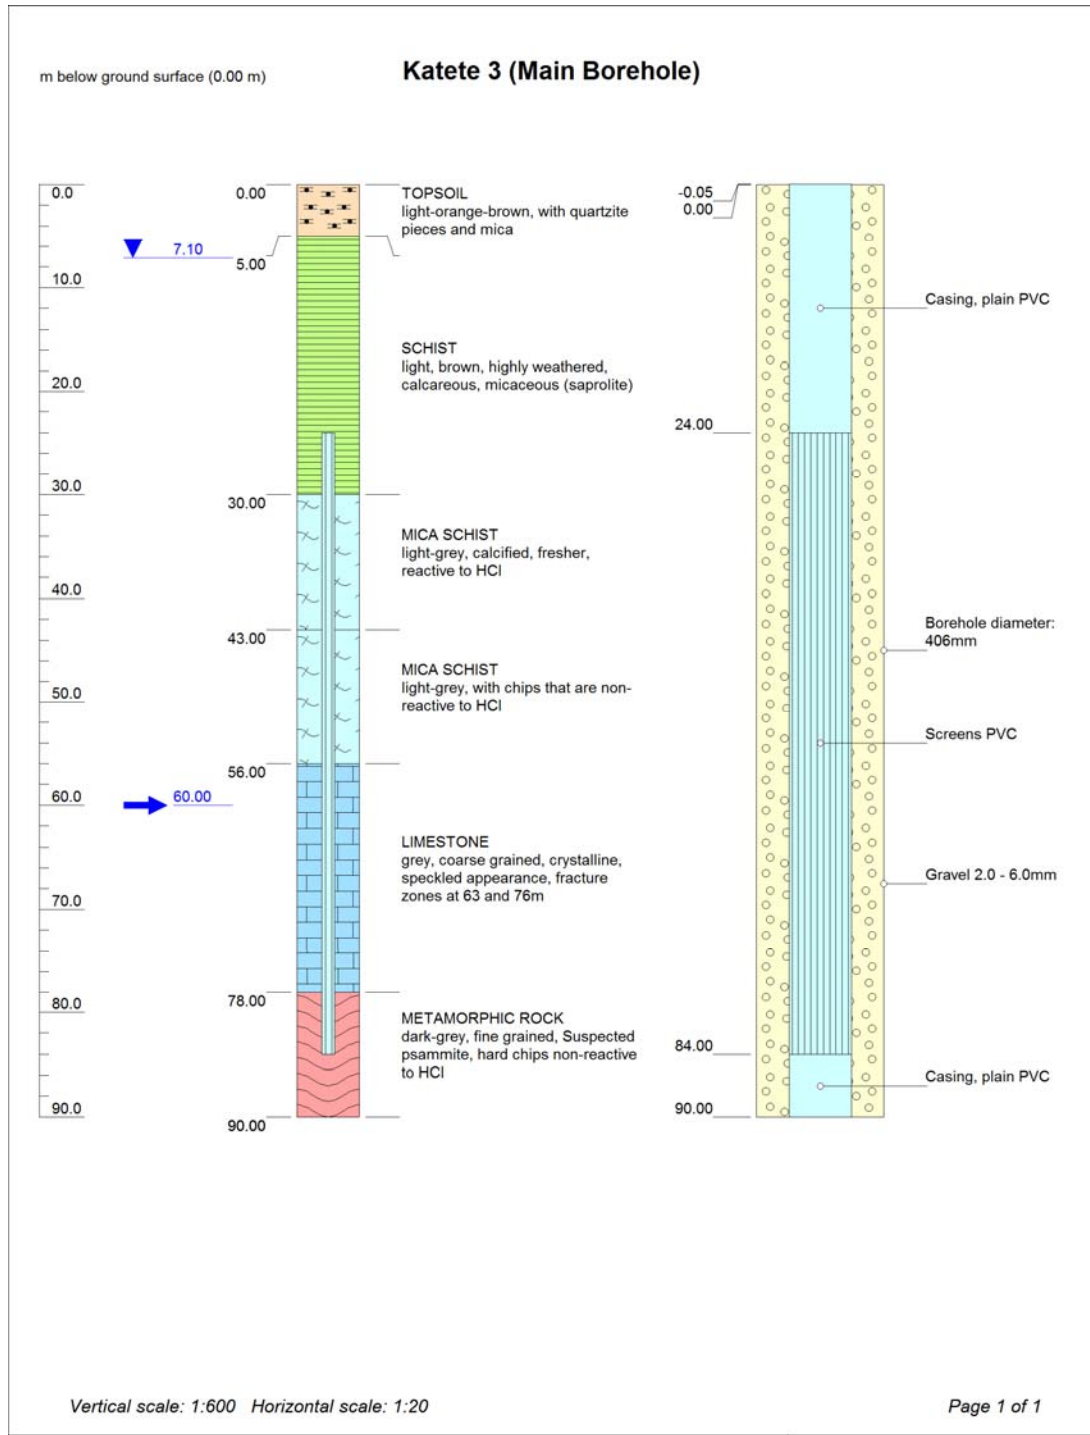 m below ground surface (0.00 m)
Katete 3 (Main Borehole)
0.0
10.0
20.0
30.0
40.0
50.0
60.0
70.0
80.0
90.0
7.10
60.00
0.00
5.00
30.00
43.00
56.00
78.00
90.00
TOPSOIL
light-orange-brown, with quartzite
pieces and mica
SCHIST
light, brown, highly weathered,
calcareous, micaceous (saprolite)
MICA SCHIST
light-grey, calcified, fresher,
reactive to HCl
MICA SCHIST
light-grey, with chips that are non-
reactive to HCl
LIMESTONE
grey, coarse grained, crystalline,
speckled appearance, fracture
zones at 63 and 76m
METAMORPHIC ROCK
dark-grey, fine grained, Suspected
psammite, hard chips non-reactive
to HCl
-0.05
0.00
24.00
84.00
90.00
Casing, plain PVC
Borehole diameter:
406mm
Screens PVC
Gravel 2.0 - 6.0mm
Casing, plain PVC
Vertical scale: 1:600 Horizontal scale: 1:20
Page 1 of 1